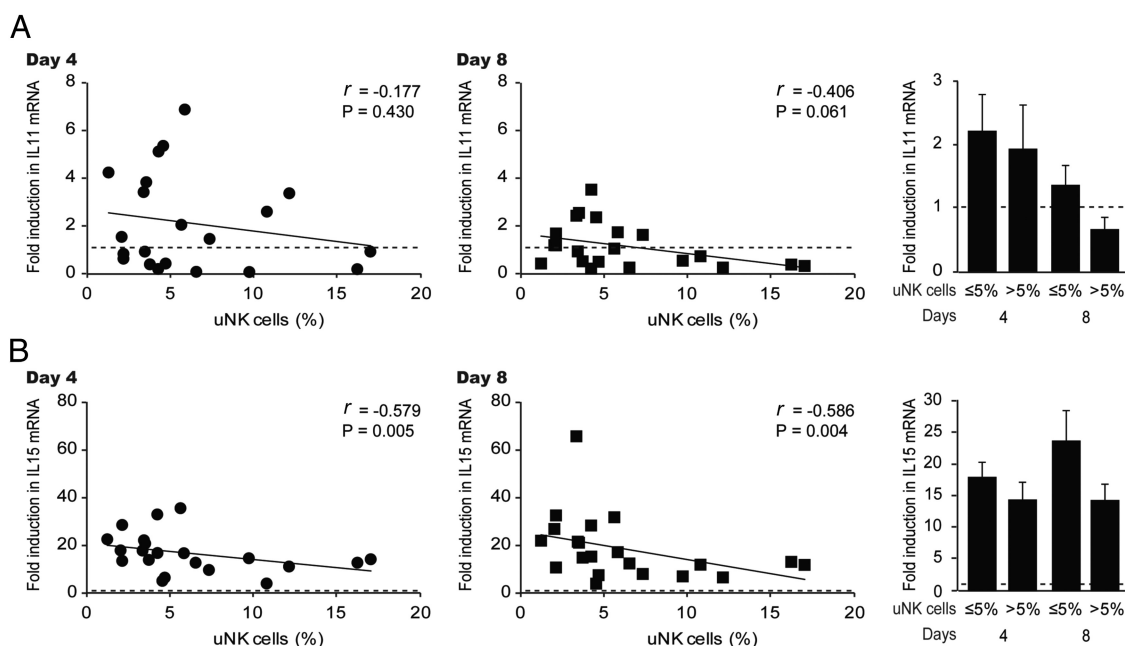 A
Day 4
Fold induction in IL11 mRNA
8
6
4
2
0
r = -0.177
P = 0.430
0 5 10 15 20
uNK cells (%)
Day 8
Fold induction in IL11 mRNA
8
6
4
2
0
r = -0.406
P = 0.061
0 5 10 15 20
uNK cells (%)
Fold induction in IL11 mRNA
3
2
1
0
uNK cells ≤5% >5% ≤5% >5%
Days 4 8
B
Day 4
Fold induction in IL15 mRNA
80
60
40
20
0
r = -0.579
P = 0.005
0 5 10 15 20
uNK cells (%)
Day 8
Fold induction in IL15 mRNA
80
60
40
20
0
r = -0.586
P = 0.004
0 5 10 15 20
uNK cells (%)
Fold induction in IL15 mRNA
30
25
20
15
10
5
0
uNK cells ≤5% >5% ≤5% >5%
Days 4 8